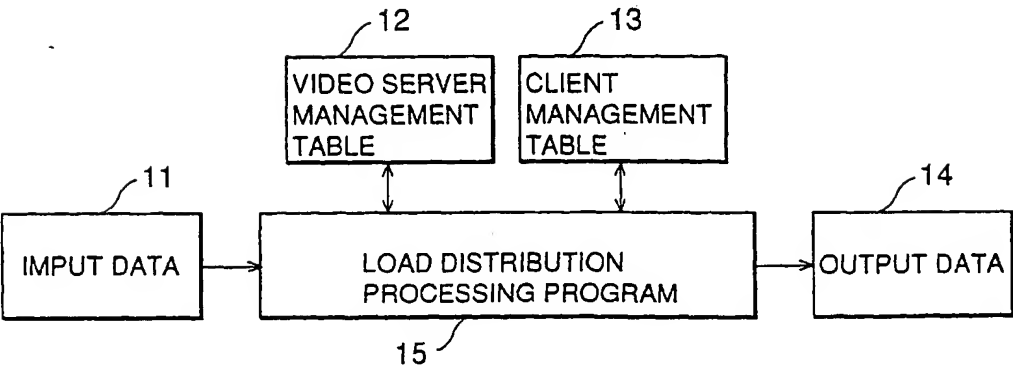 12
13
VIDEO SERVER
MANAGEMENT
TABLE
CLIENT
MANAGEMENT
TABLE
11
14
IMPUT DATA
LOAD DISTRIBUTION
PROCESSING PROGRAM
OUTPUT DATA
15